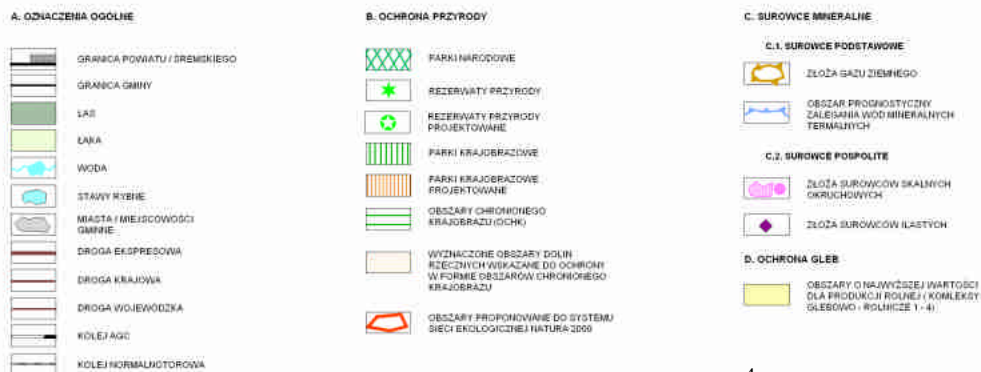 A. OZNACZENIA OGÓLNE
GRANICA POWIATU / ŚREMSKIEGO
GRANICA GMINY
LAS
ŁĄKA
WODA
STAWY RYBNE
MIASTA / MIEJSCOWOŚCI
GMINNE
DROGA EKSPRESOWA
DROGA KRAJOWA
DROGA WOJEWÓDZKA
KOLEJ AGC
KOLEJ NORMALNOTOROWA
B. OCHRONA PRZYRODY
PARKI NARODOWE
REZERWATY PRZYRODY
REZERWATY PRZYRODY
PROJEKTOWANE
PARKI KRAJOBRAZOWE
PARKI KRAJOBRAZOWE
PROJEKTOWANE
OBSZARY CHRONIONEGO
KRAJOBRAZU (OCHK)
WYZNACZONE OBSZARY DOLIN
RZECZNYCH WSKAZANE DO OCHRONY
W FORMIE OBSZARÓW CHRONIONEGO
KRAJOBRAZU
OBSZARY PROPONOWANE DO SYSTEMU
SIECI EKOLOGICZNEJ NATURA 2000
C. SUROWCE MINERALNE
C.1. SUROWCE PODSTAWOWE
ZŁOŻA GAZU ZIEMNEGO
OBSZAR PROGNOSTYCZNY
ZALEGANIA WÓD MINERALNYCH
TERMALNYCH
C.2. SUROWCE POSPOLITE
ZŁOŻA SUROWCÓW SKALNYCH
OKRUCHOWYCH
ZŁOŻA SUROWCÓW ILASTYCH
D. OCHRONA GLEB
OBSZARY O NAJWYŻSZEJ WARTOŚCI
DLA PRODUKCJI ROLNEJ ( KOMLEKSY
GLEBOWO - ROLNICZE 1 - 4)